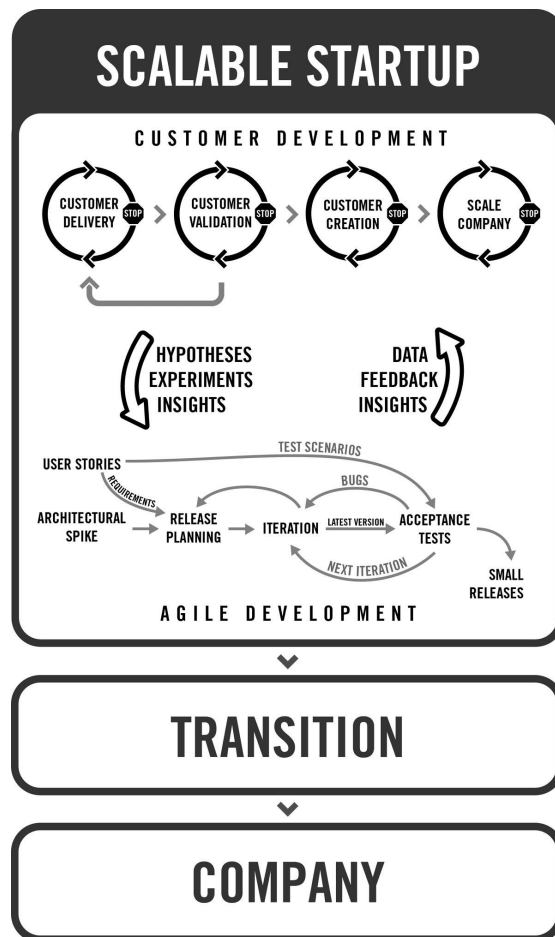 SCALABLE STARTUP
CUSTOMER DEVELOPMENT
CUSTOMER
DELIVERY
STOP
CUSTOMER
VALIDATION
STOP
CUSTOMER
CREATION
STOP
SCALE
COMPANY
STOP
HYPOTHESES
EXPERIMENTS
INSIGHTS
DATA
FEEDBACK
INSIGHTS
TEST SCENARIOS
USER STORIES
REQUIREMENTS
BUGS
ARCHITECTURAL
SPIKE
RELEASE
PLANNING
ITERATION
LATEST VERSION
ACCEPTANCE
TESTS
NEXT ITERATION
SMALL
RELEASES
AGILE DEVELOPMENT
TRANSITION
COMPANY